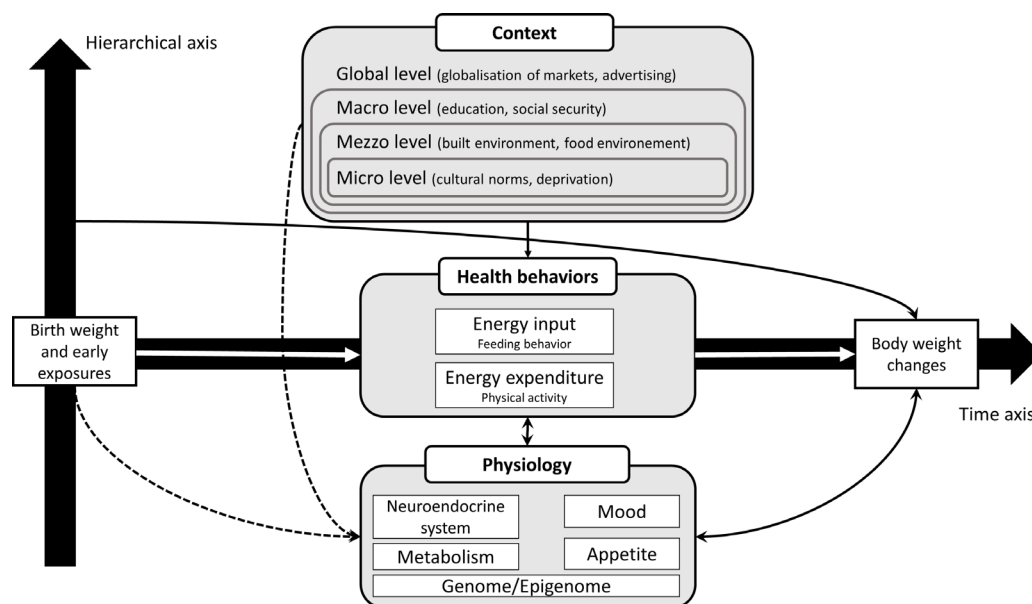 Context
Hierarchical axis
Global level (globalisation of markets, advertising)
Macro level (education, social security)
Mezzo level (built environment, food environement)
Micro level (cultural norms, deprivation)
Health behaviors
Birth weight
and early
exposures
Energy input
Feeding behavior
Energy expenditure
Physical activity
Body weight
changes
Time axis
Physiology
Neuroendocrine
system
Mood
Metabolism
Appetite
Genome/Epigenome